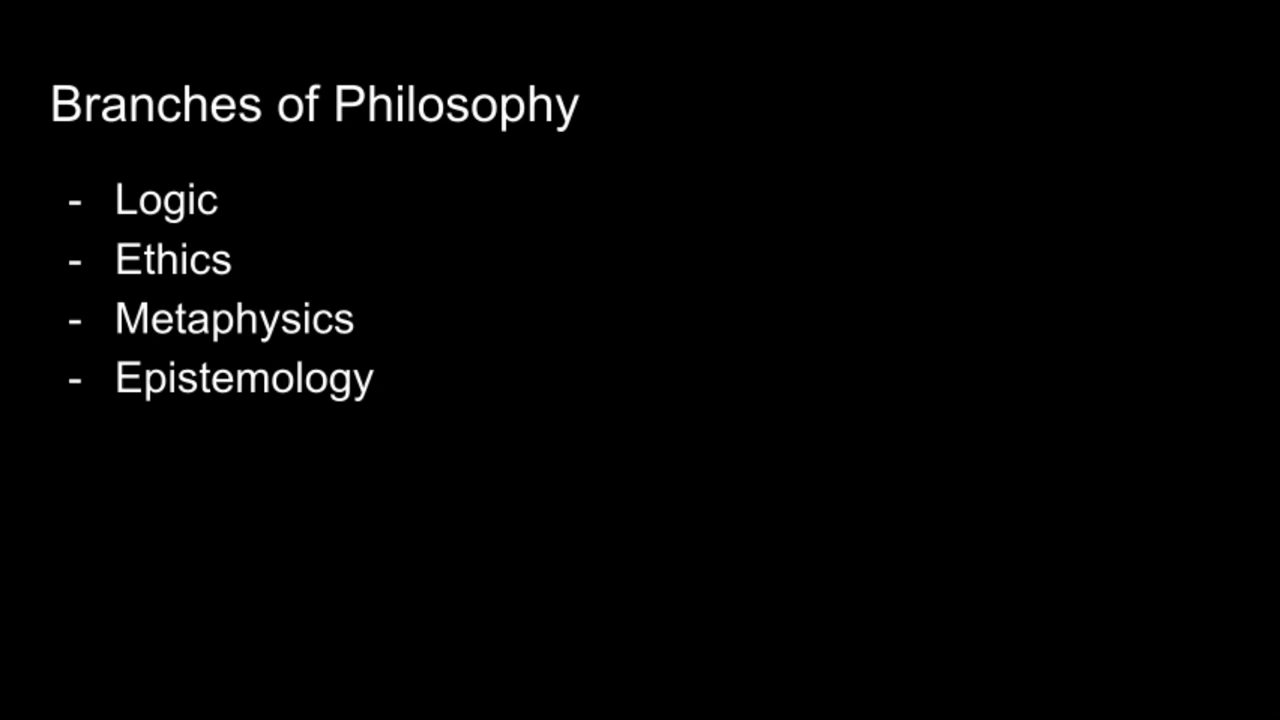 Branches of Philosophy
- Logic
- Ethics
- Metaphysics
- Epistemology